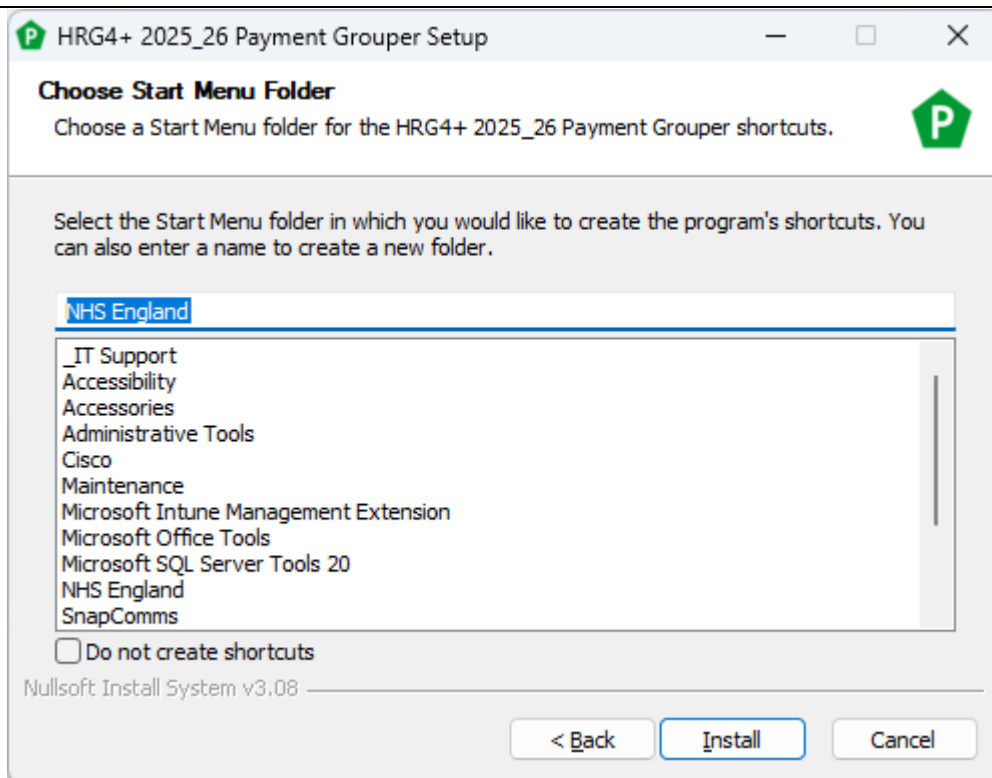 HRG4+ 2025_26 Payment Grouper Setup
Choose Start Menu Folder
Choose a Start Menu folder for the HRG4+ 2025_26 Payment Grouper shortcuts.
P
Select the Start Menu folder in which you would like to create the program's shortcuts. You
can also enter a name to create a new folder.
NHS England
_IT Support
Accessibility
Accessories
Administrative Tools
Cisco
Maintenance
Microsoft Intune Management Extension
Microsoft Office Tools
Microsoft SQL Server Tools 20
NHS England
SnapComms
Do not create shortcuts
Nullsoft Install System v3.08
< Back Install Cancel